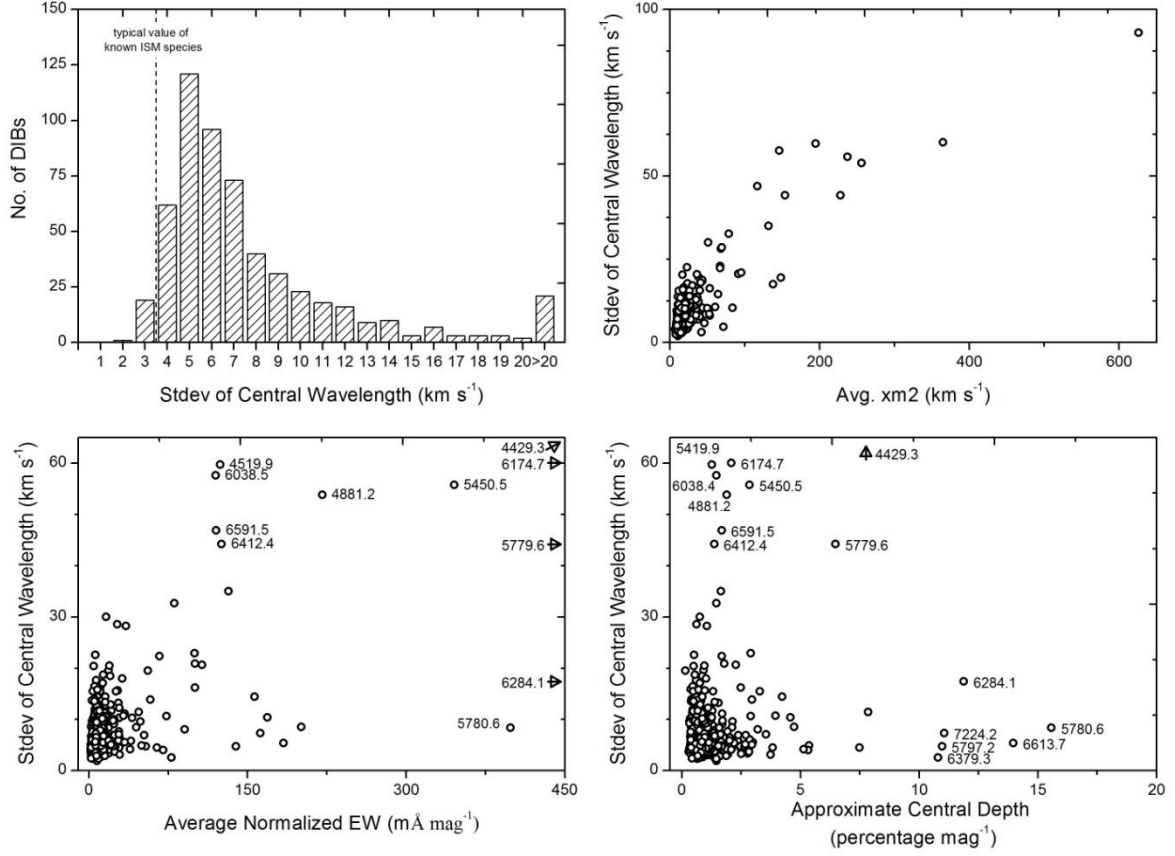 150
125
100
75
50
25
0
No. of DIBs
typical value of
known ISM species
1 2 3 4 5 6 7 8 9 10 11 12 13 14 15 16 17 18 19 20 >20
Stdev of Central Wavelength (km s⁻¹)
100
50
0
Stdev of Central Wavelength (km s⁻¹)
0 200 400 600
Avg. xm2 (km s⁻¹)
60
30
0
Stdev of Central Wavelength (km s⁻¹)
4429.3
4519.9
6174.7
6038.5
5450.5
4881.2
6591.5
6412.4
5779.6
6284.1
5780.6
0 150 300 450
Average Normalized EW (mÅ mag⁻¹)
60
30
0
Stdev of Central Wavelength (km s⁻¹)
5419.9
4429.3
6174.7
6038.4
5450.5
4881.2
6591.5
6412.4
5779.6
6284.1
7224.2
5780.6
5797.2
6613.7
6379.3
0 5 10 15 20
Approximate Central Depth
(percentage mag⁻¹)